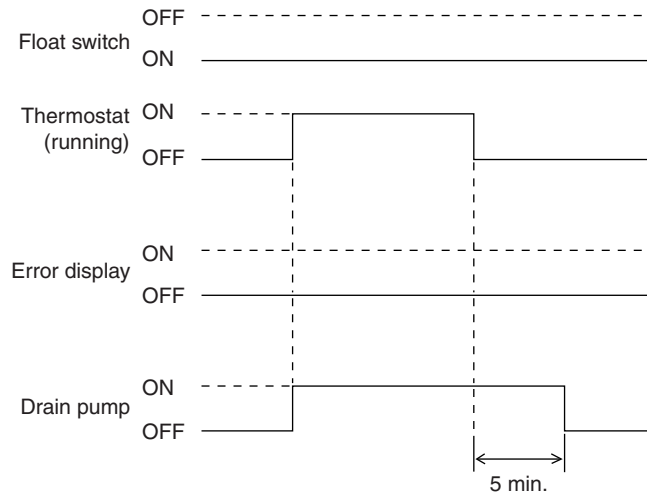 OFF
Float switch
ON
Thermostat ON
(running)
OFF
ON
Error display
OFF
ON
Drain pump
OFF
5 min.